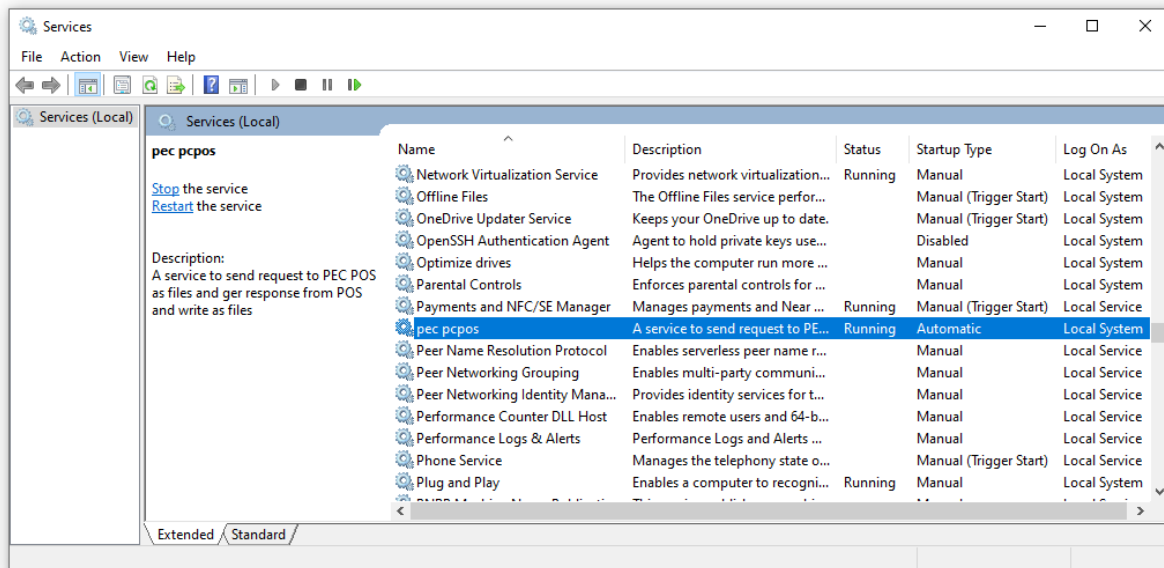 Services
File Action View Help
Services (Local)
Services (Local)
pec pcpos
Stop the service
Restart the service
Description:
A service to send request to PEC POS
as files and ger response from POS
and write as files
Name Description Status Startup Type Log On As
Network Virtualization Service Provides network virtualization... Running Manual Local System
Offline Files The Offline Files service perfor... Manual (Trigger Start) Local System
OneDrive Updater Service Keeps your OneDrive up to date. Manual Local System
OpenSSH Authentication Agent Agent to hold private keys use... Disabled Local System
Optimize drives Helps the computer run more ... Manual Local System
Parental Controls Enforces parental controls for ... Manual Local System
Payments and NFC/SE Manager Manages payments and Near ... Running Manual (Trigger Start) Local Service
pec pcpos A service to send request to PE... Running Automatic Local System
Peer Name Resolution Protocol Enables serverless peer name r... Manual Local Service
Peer Networking Grouping Enables multi-party communi... Manual Local Service
Peer Networking Identity Mana... Provides identity services for t... Manual Local Service
Performance Counter DLL Host Enables remote users and 64-b... Manual Local Service
Performance Logs & Alerts Performance Logs and Alerts ... Manual Local Service
Phone Service Manages the telephony state o... Manual (Trigger Start) Local Service
Plug and Play Enables a computer to recogni... Running Manual Local System
Extended Standard